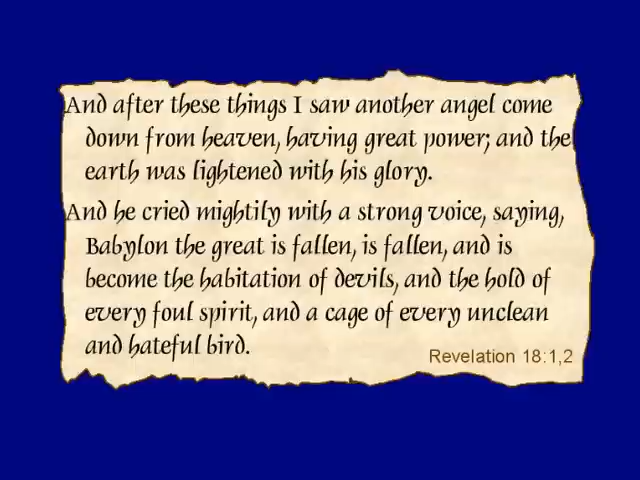 And after these things I saw another angel come
down from heaven, having great power; and the
earth was lightened with his glory.
And he cried mightily with a strong voice, saying,
Babylon the great is fallen, is fallen, and is
become the habitation of devils, and the hold of
every foul spirit, and a cage of every unclean
and hateful bird.
Revelation 18:1,2